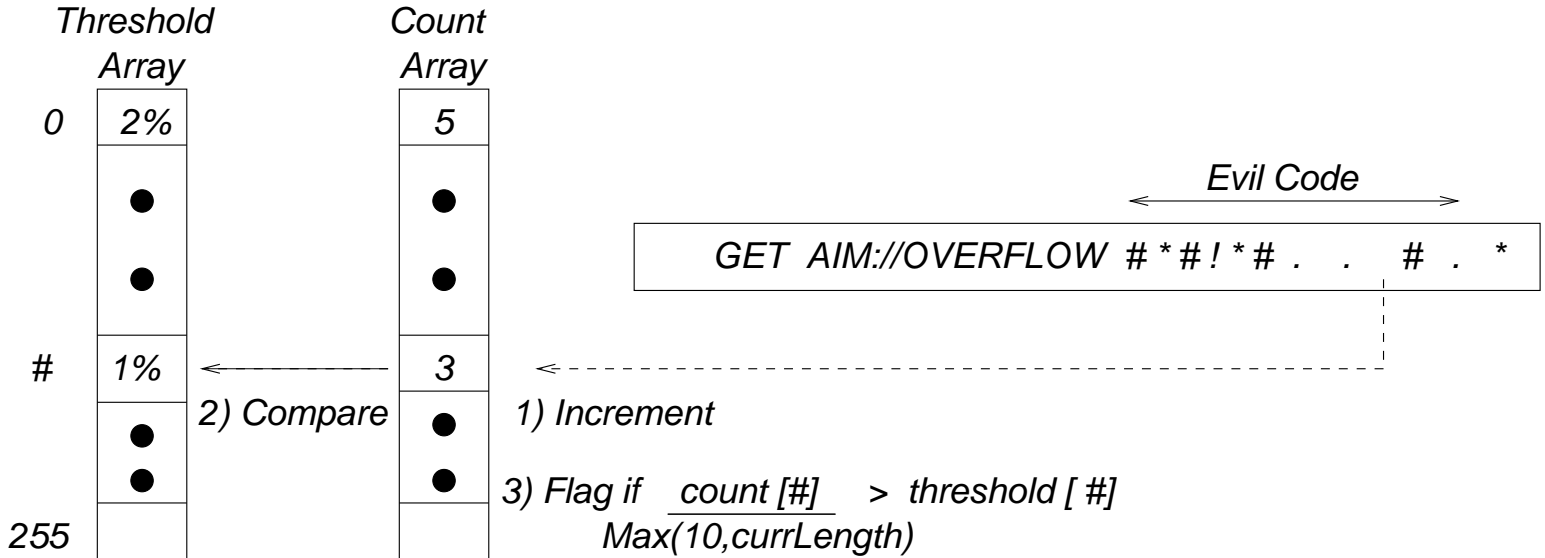 Threshold Array
Count Array
0
2%
5
Evil Code
GET AIM://OVERFLOW #*#!*# . . # . *
#
1%
3
2) Compare
1) Increment
3) Flag if count [#] > threshold [ #]
Max(10,currLength)
255